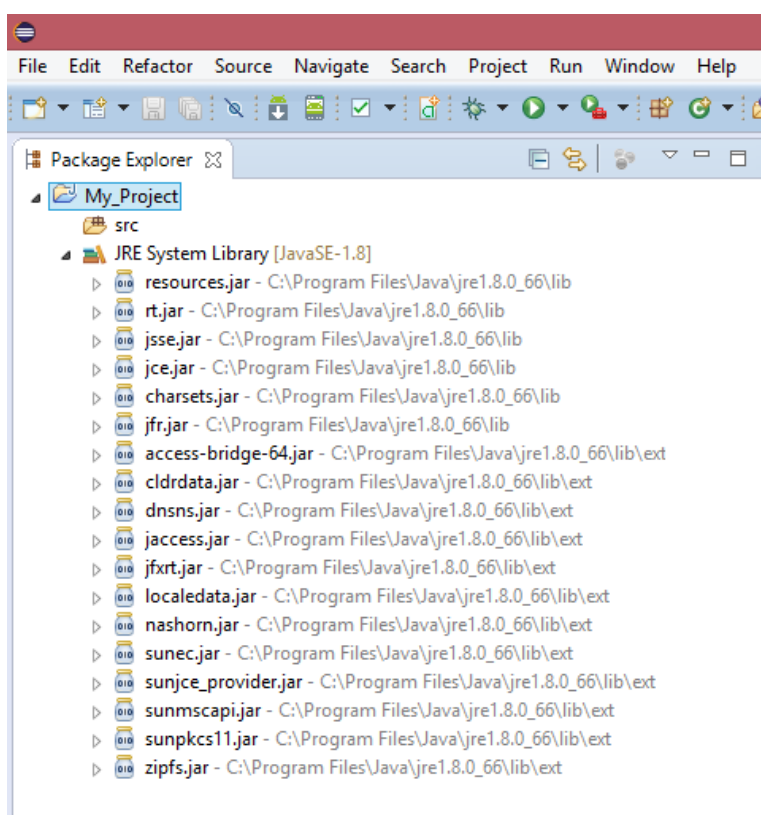 File Edit Refactor Source Navigate Search Project Run Window Help
Package Explorer
My_Project
src
JRE System Library [JavaSE-1.8]
resources.jar - C:\Program Files\Java\jre1.8.0_66\lib
rt.jar - C:\Program Files\Java\jre1.8.0_66\lib
jsse.jar - C:\Program Files\Java\jre1.8.0_66\lib
jce.jar - C:\Program Files\Java\jre1.8.0_66\lib
charsets.jar - C:\Program Files\Java\jre1.8.0_66\lib
jfr.jar - C:\Program Files\Java\jre1.8.0_66\lib
access-bridge-64.jar - C:\Program Files\Java\jre1.8.0_66\lib\ext
cldrdata.jar - C:\Program Files\Java\jre1.8.0_66\lib\ext
dnsns.jar - C:\Program Files\Java\jre1.8.0_66\lib\ext
jaccess.jar - C:\Program Files\Java\jre1.8.0_66\lib\ext
jfxrt.jar - C:\Program Files\Java\jre1.8.0_66\lib\ext
localedata.jar - C:\Program Files\Java\jre1.8.0_66\lib\ext
nashorn.jar - C:\Program Files\Java\jre1.8.0_66\lib\ext
sunec.jar - C:\Program Files\Java\jre1.8.0_66\lib\ext
sunjce_provider.jar - C:\Program Files\Java\jre1.8.0_66\lib\ext
sunmscapi.jar - C:\Program Files\Java\jre1.8.0_66\lib\ext
sunpkcs11.jar - C:\Program Files\Java\jre1.8.0_66\lib\ext
zipfs.jar - C:\Program Files\Java\jre1.8.0_66\lib\ext